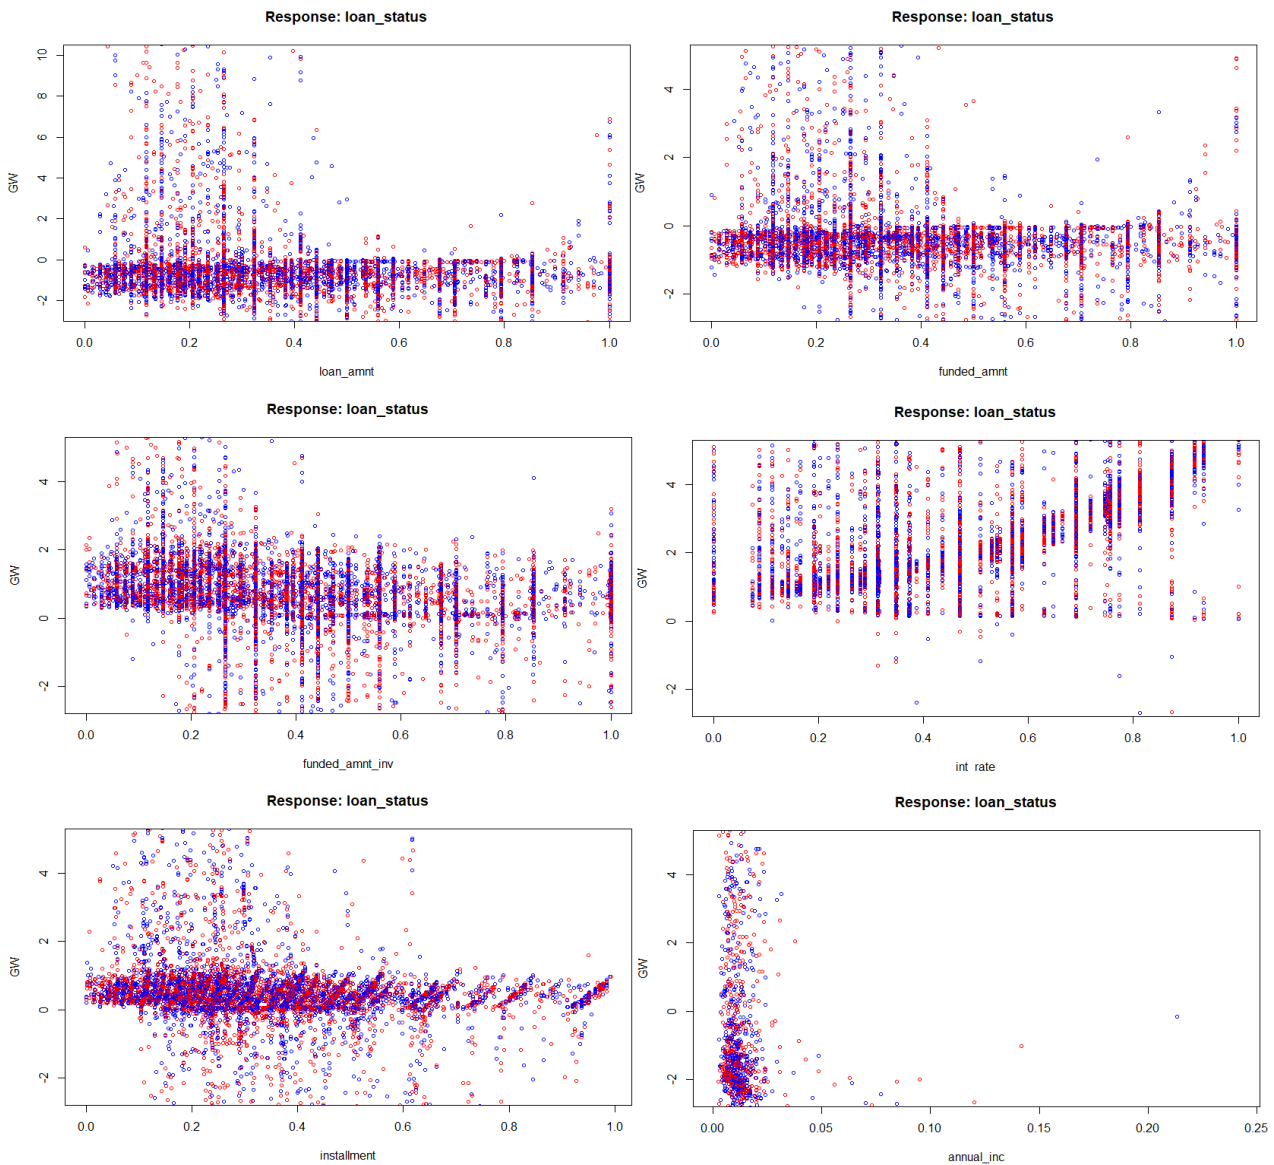 Response: loan_status
GW
10
8
6
4
2
0
-2
0.0 0.2 0.4 0.6 0.8 1.0
loan_amnt
Response: loan_status
GW
4
2
0
-2
0.0 0.2 0.4 0.6 0.8 1.0
funded_amnt
Response: loan_status
GW
4
2
0
-2
0.0 0.2 0.4 0.6 0.8 1.0
funded_amnt_inv
Response: loan_status
GW
4
2
0
-2
0.0 0.2 0.4 0.6 0.8 1.0
int rate
Response: loan_status
GW
4
2
0
-2
0.0 0.2 0.4 0.6 0.8 1.0
installment
Response: loan_status
GW
4
2
0
-2
0.00 0.05 0.10 0.15 0.20 0.25
annual_inc